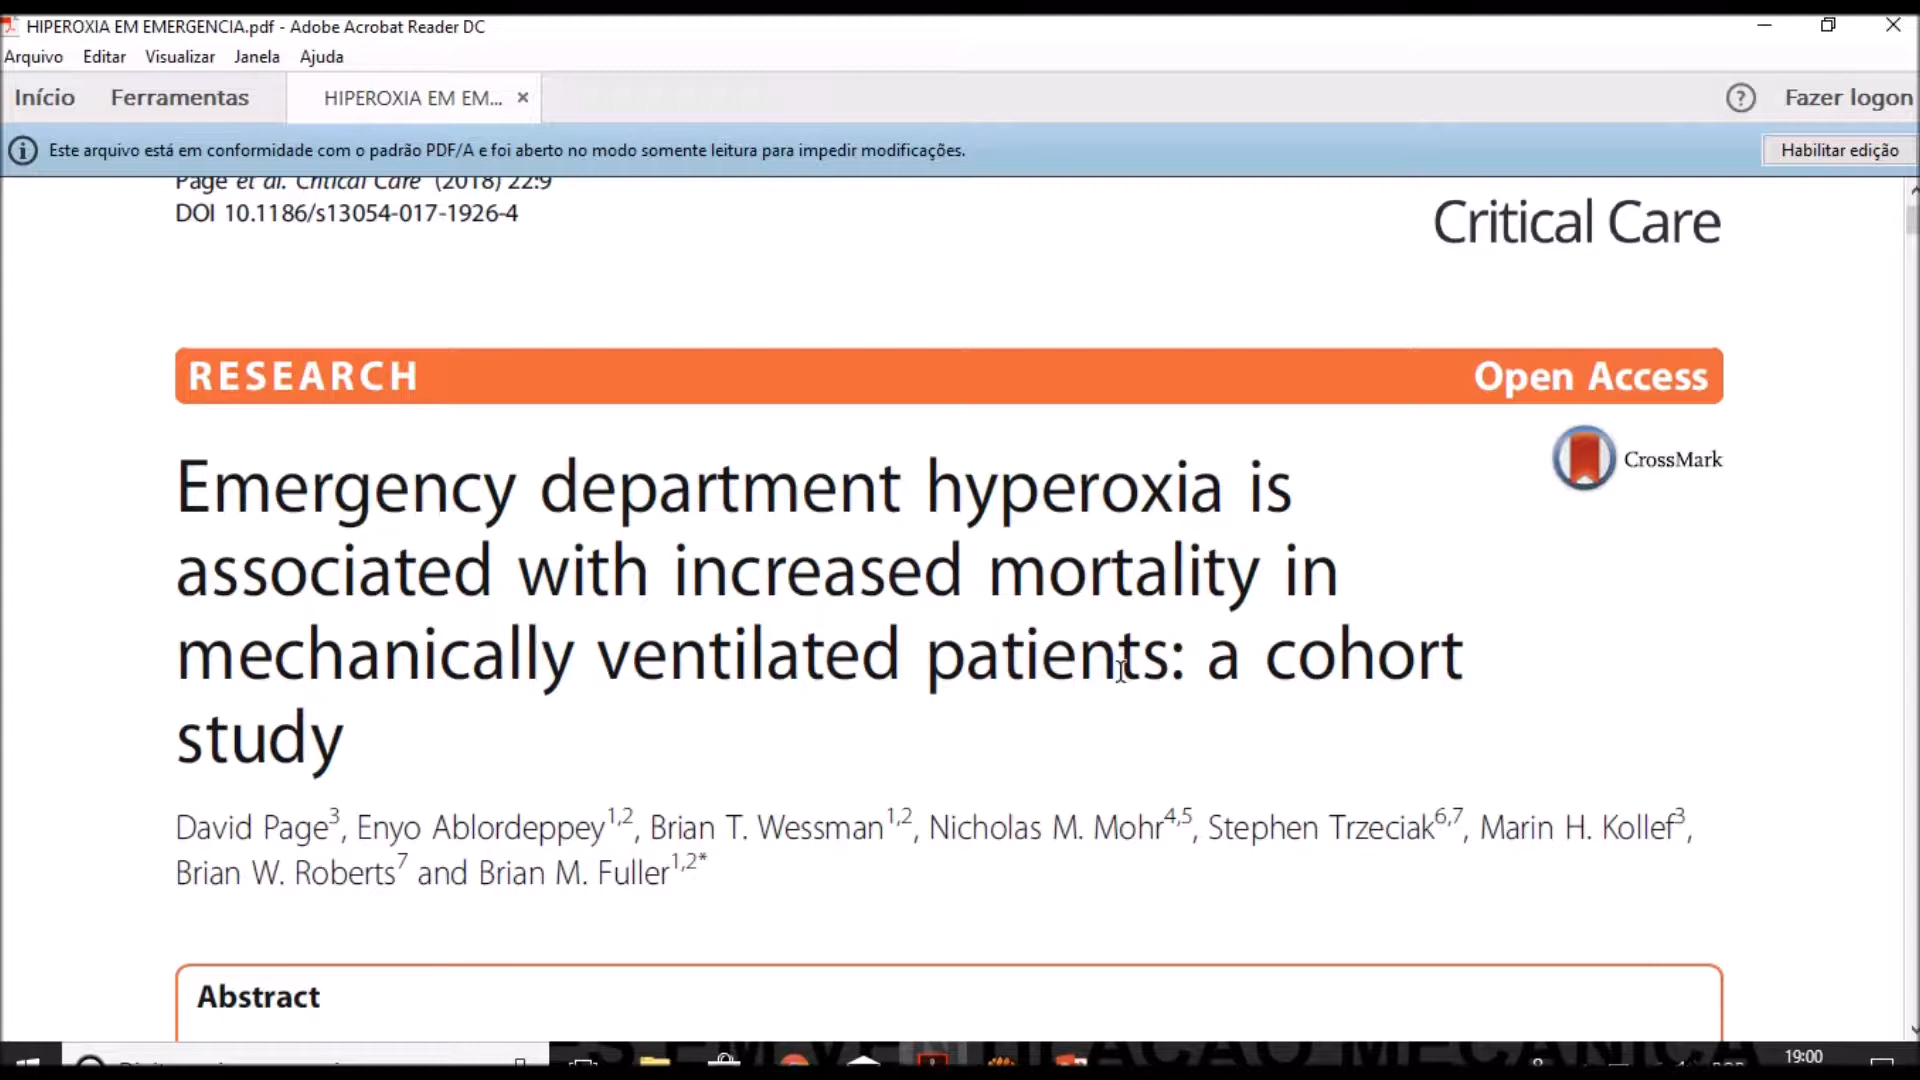 HIPEROXIA EM EMERGENCIA.pdf - Adobe Acrobat Reader DC
Arquivo Editar Visualizar Janela Ajuda
Início Ferramentas HIPEROXIA EM EM... × ? Fazer logon
Este arquivo está em conformidade com o padrão PDF/A e foi aberto no modo somente leitura para impedir modificações. Habilitar edição
Page et al. Critical Care (2018) 22:9
DOI 10.1186/s13054-017-1926-4
Critical Care
RESEARCH Open Access
CrossMark
Emergency department hyperoxia is
associated with increased mortality in
mechanically ventilated patients: a cohort
study
David Page3, Enyo Ablordeppey1,2, Brian T. Wessman1,2, Nicholas M. Mohr4,5, Stephen Trzeciak6,7, Marin H. Kollef3,
Brian W. Roberts7 and Brian M. Fuller1,2*
Abstract
EM VENTILAÇÃO MECÂNICA
19:00